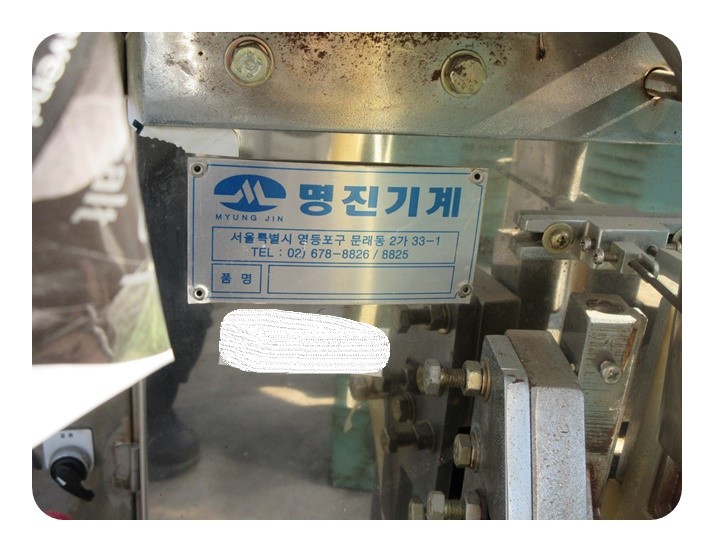 명진기계
MYUNG JIN
서울특별시 영등포구 문래동 2가 33-1
TEL : 02) 678-8826 / 8825
품 명